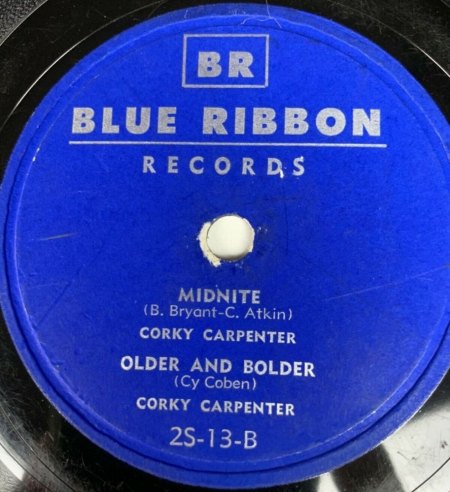 BR
BLUE RIBBON
RECORDS
MIDNITE
(B. Bryant-C. Atkin)
CORKY CARPENTER
OLDER AND BOLDER
(Cy Coben)
CORKY CARPENTER
2S-13-B